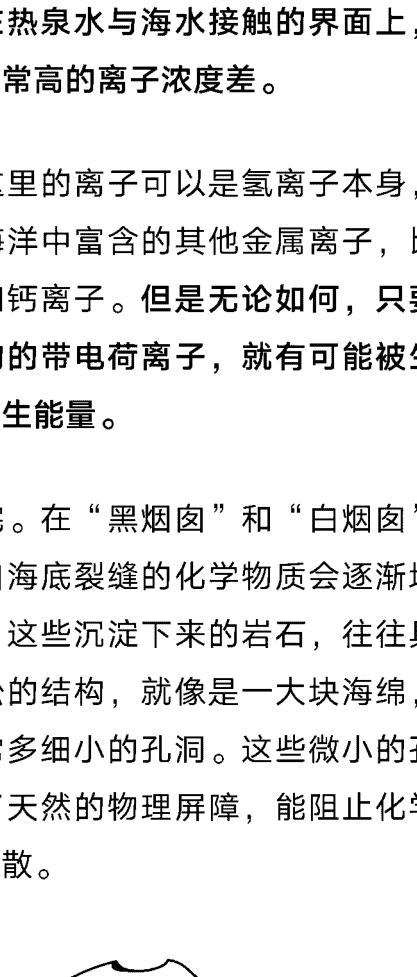 热泉水与海水接触的界面上，
常高的离子浓度差。
里的离子可以是氢离子本身，
洋中富含的其他金属离子，
钙离子。但是无论如何，只要
的带电荷离子，就有可能被生
生能量。
。在“黑烟囱”和“白烟囱”
海底裂缝的化学物质会逐渐
这些沉淀下来的岩石，往往
的结构，就像是一大块海绵，
多细小的孔洞。这些微小的孔
天然的物理屏障，能阻止化学
散。